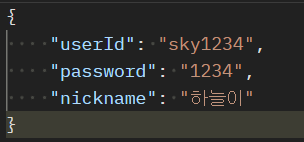 {
    "userId": "sky1234",
    "password": "1234",
    "nickname": "하늘이"
}